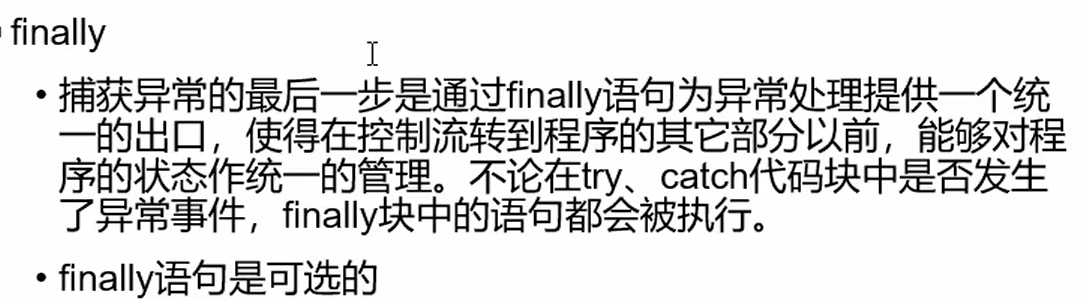 finally
• 捕获异常的最后一步是通过finally语句为异常处理提供一个统
一的出口，使得在控制流转到程序的其它部分以前，能够对程
序的状态作统一的管理。不论在try、catch代码块中是否发生
了异常事件，finally块中的语句都会被执行。
• finally语句是可选的